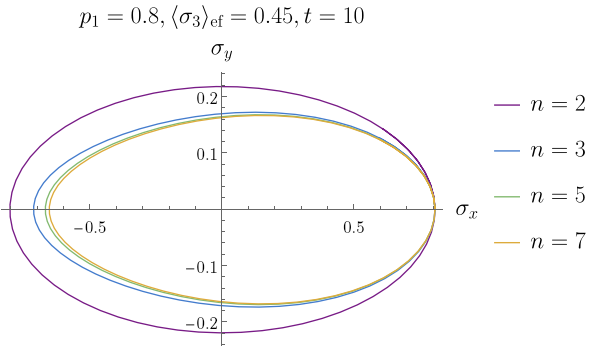 p₁ = 0.8, ⟨σ₃⟩ₑf = 0.45, t = 10
σ_y
0.2
0.1
−0.5
0.5
σₓ
−0.1
−0.2
n = 2
n = 3
n = 5
n = 7